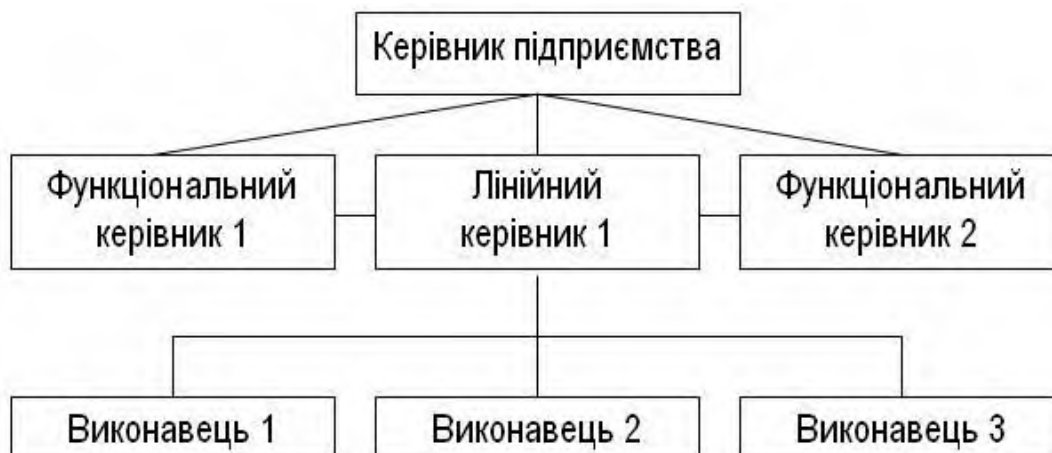 Керівник підприємства
Функціональний
керівник 1
Лінійний
керівник 1
Функціональний
керівник 2
Виконавець 1
Виконавець 2
Виконавець 3